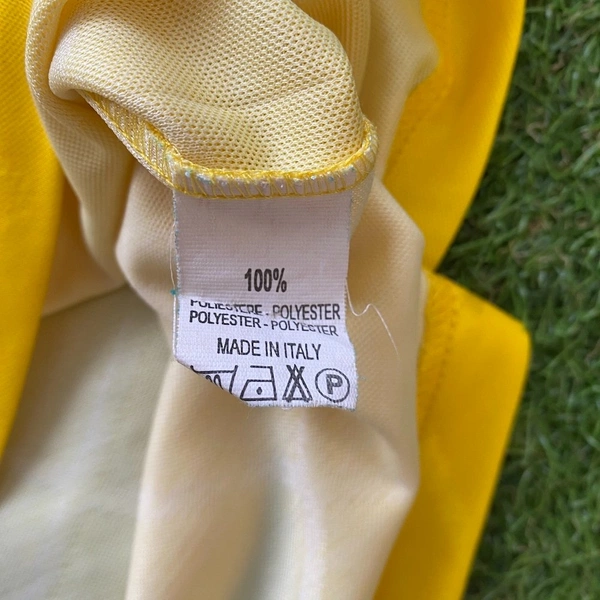 100%
POLIESTERE - POLYESTER
POLYESTER - POLYESTER
MADE IN ITALY
P